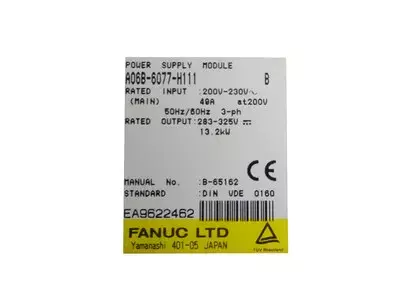 POWER SUPPLY MODULE
A06B-6077-H111 B
RATED INPUT :200V-230V~
(MAIN) 49A at200V
50Hz/60Hz 3-ph
RATED OUTPUT:283-325V⎓
13.2kW
CE
MANUAL No. :B-65162
STANDARD :DIN VDE 0160
EA9622462
FANUC LTD
Yamanashi 401-05 JAPAN